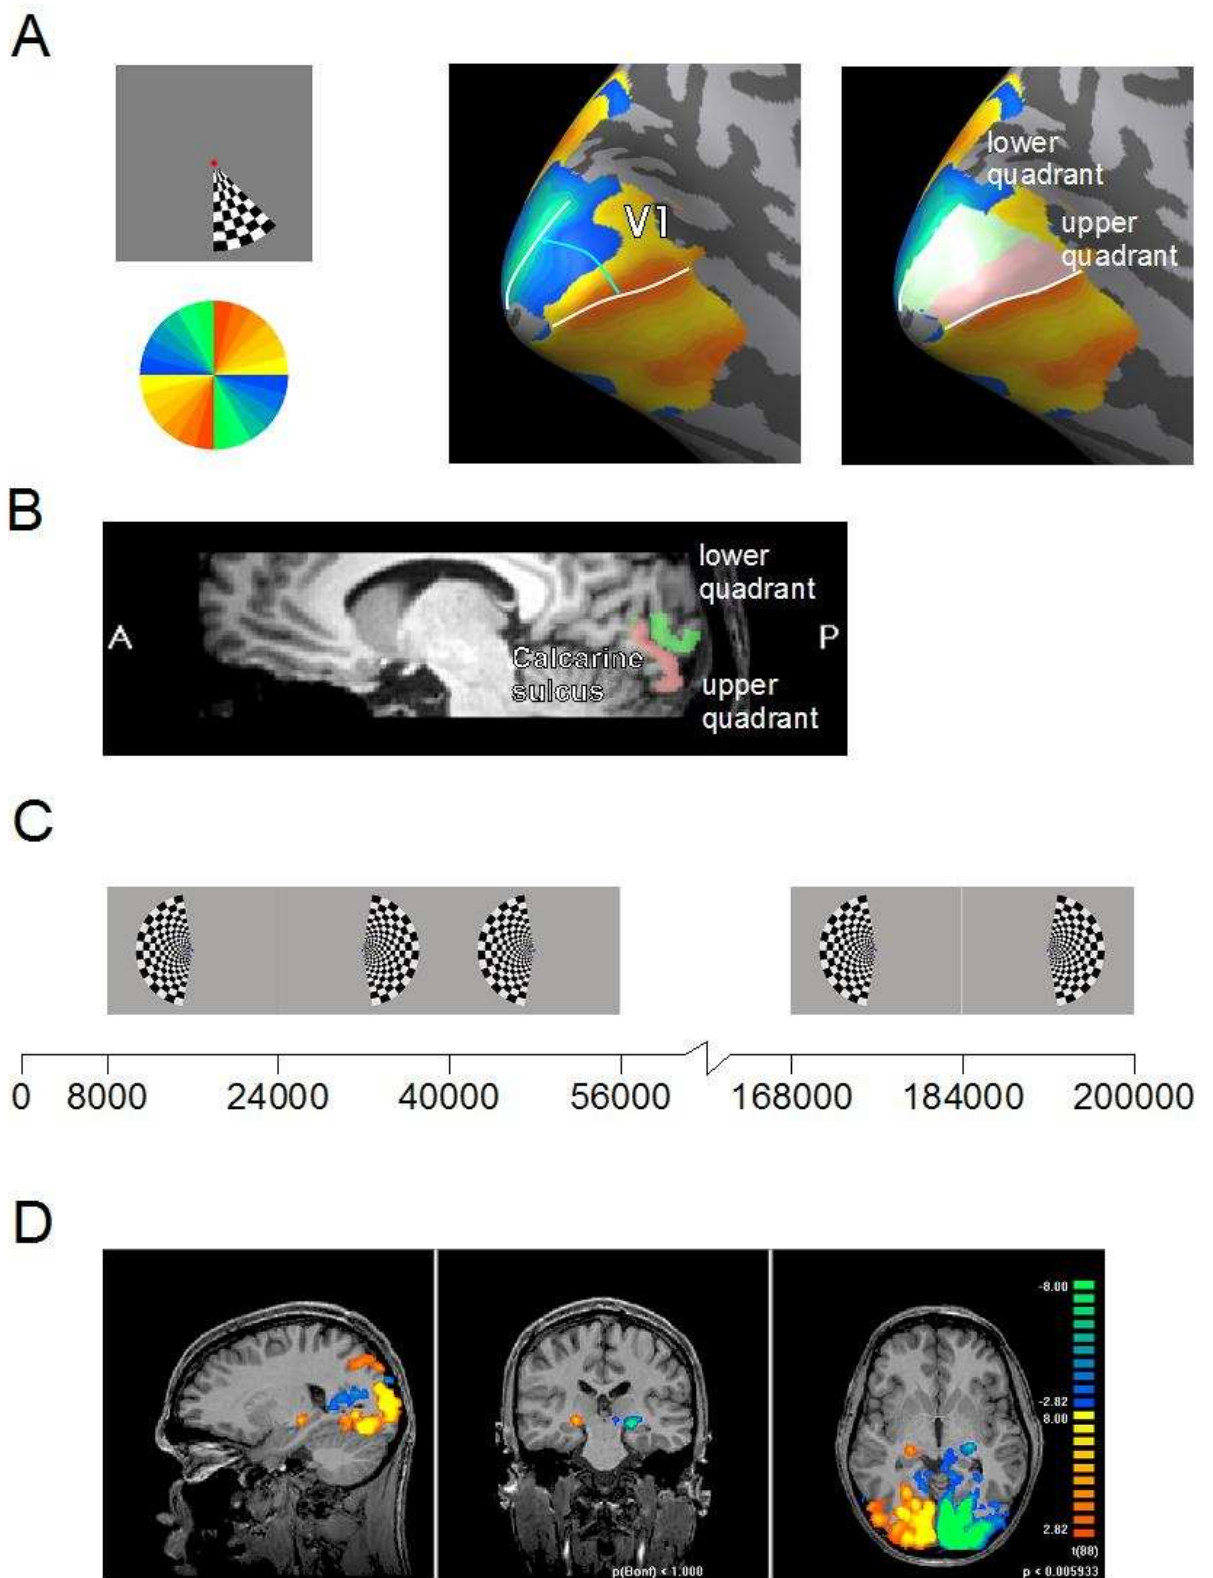 A
V1
lower
quadrant
upper
quadrant
B
A
Calcarine
sulcus
lower
quadrant
upper
quadrant
P
C
0 8000 24000 40000 56000 168000 184000 200000
D
-8.00
-2.82
8.00
2.82
t(88)
p(Bonf) < 1.000
p < 0.005933